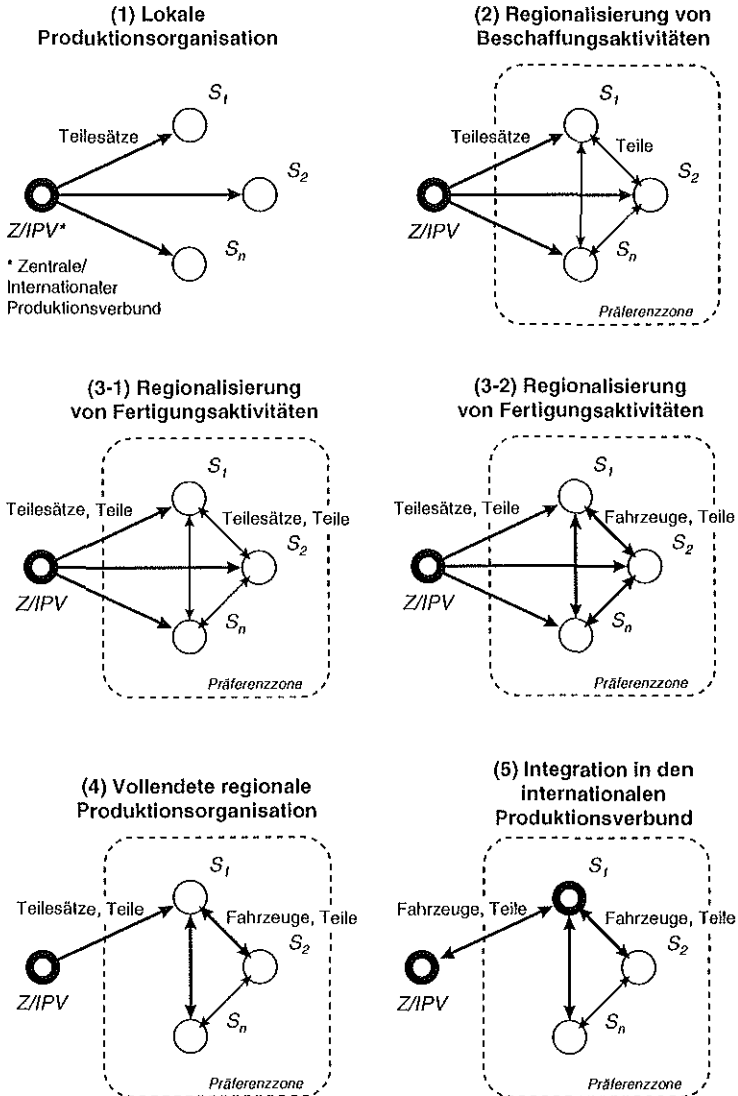 (1) Lokale
Produktionsorganisation
S1
Teilesätze
S2
Z/IPV*
Sn
* Zentrale/
Internationaler
Produktionsverbund
(2) Regionalisierung von
Beschaffungsaktivitäten
S1
Teilesätze
Teile
S2
Z/IPV
Sn
Präferenzzone
(3-1) Regionalisierung
von Fertigungsaktivitäten
S1
Teilesätze, Teile
Teilesätze, Teile
S2
Z/IPV
Sn
Präferenzzone
(3-2) Regionalisierung
von Fertigungsaktivitäten
S1
Teilesätze, Teile
Fahrzeuge, Teile
S2
Z/IPV
Sn
Präferenzzone
(4) Vollendete regionale
Produktionsorganisation
S1
Teilesätze, Teile
Fahrzeuge, Teile
S2
Z/IPV
Sn
Präferenzzone
(5) Integration in den
internationalen
Produktionsverbund
S1
Fahrzeuge, Teile
Fahrzeuge, Teile
S2
Z/IPV
Sn
Präferenzzone